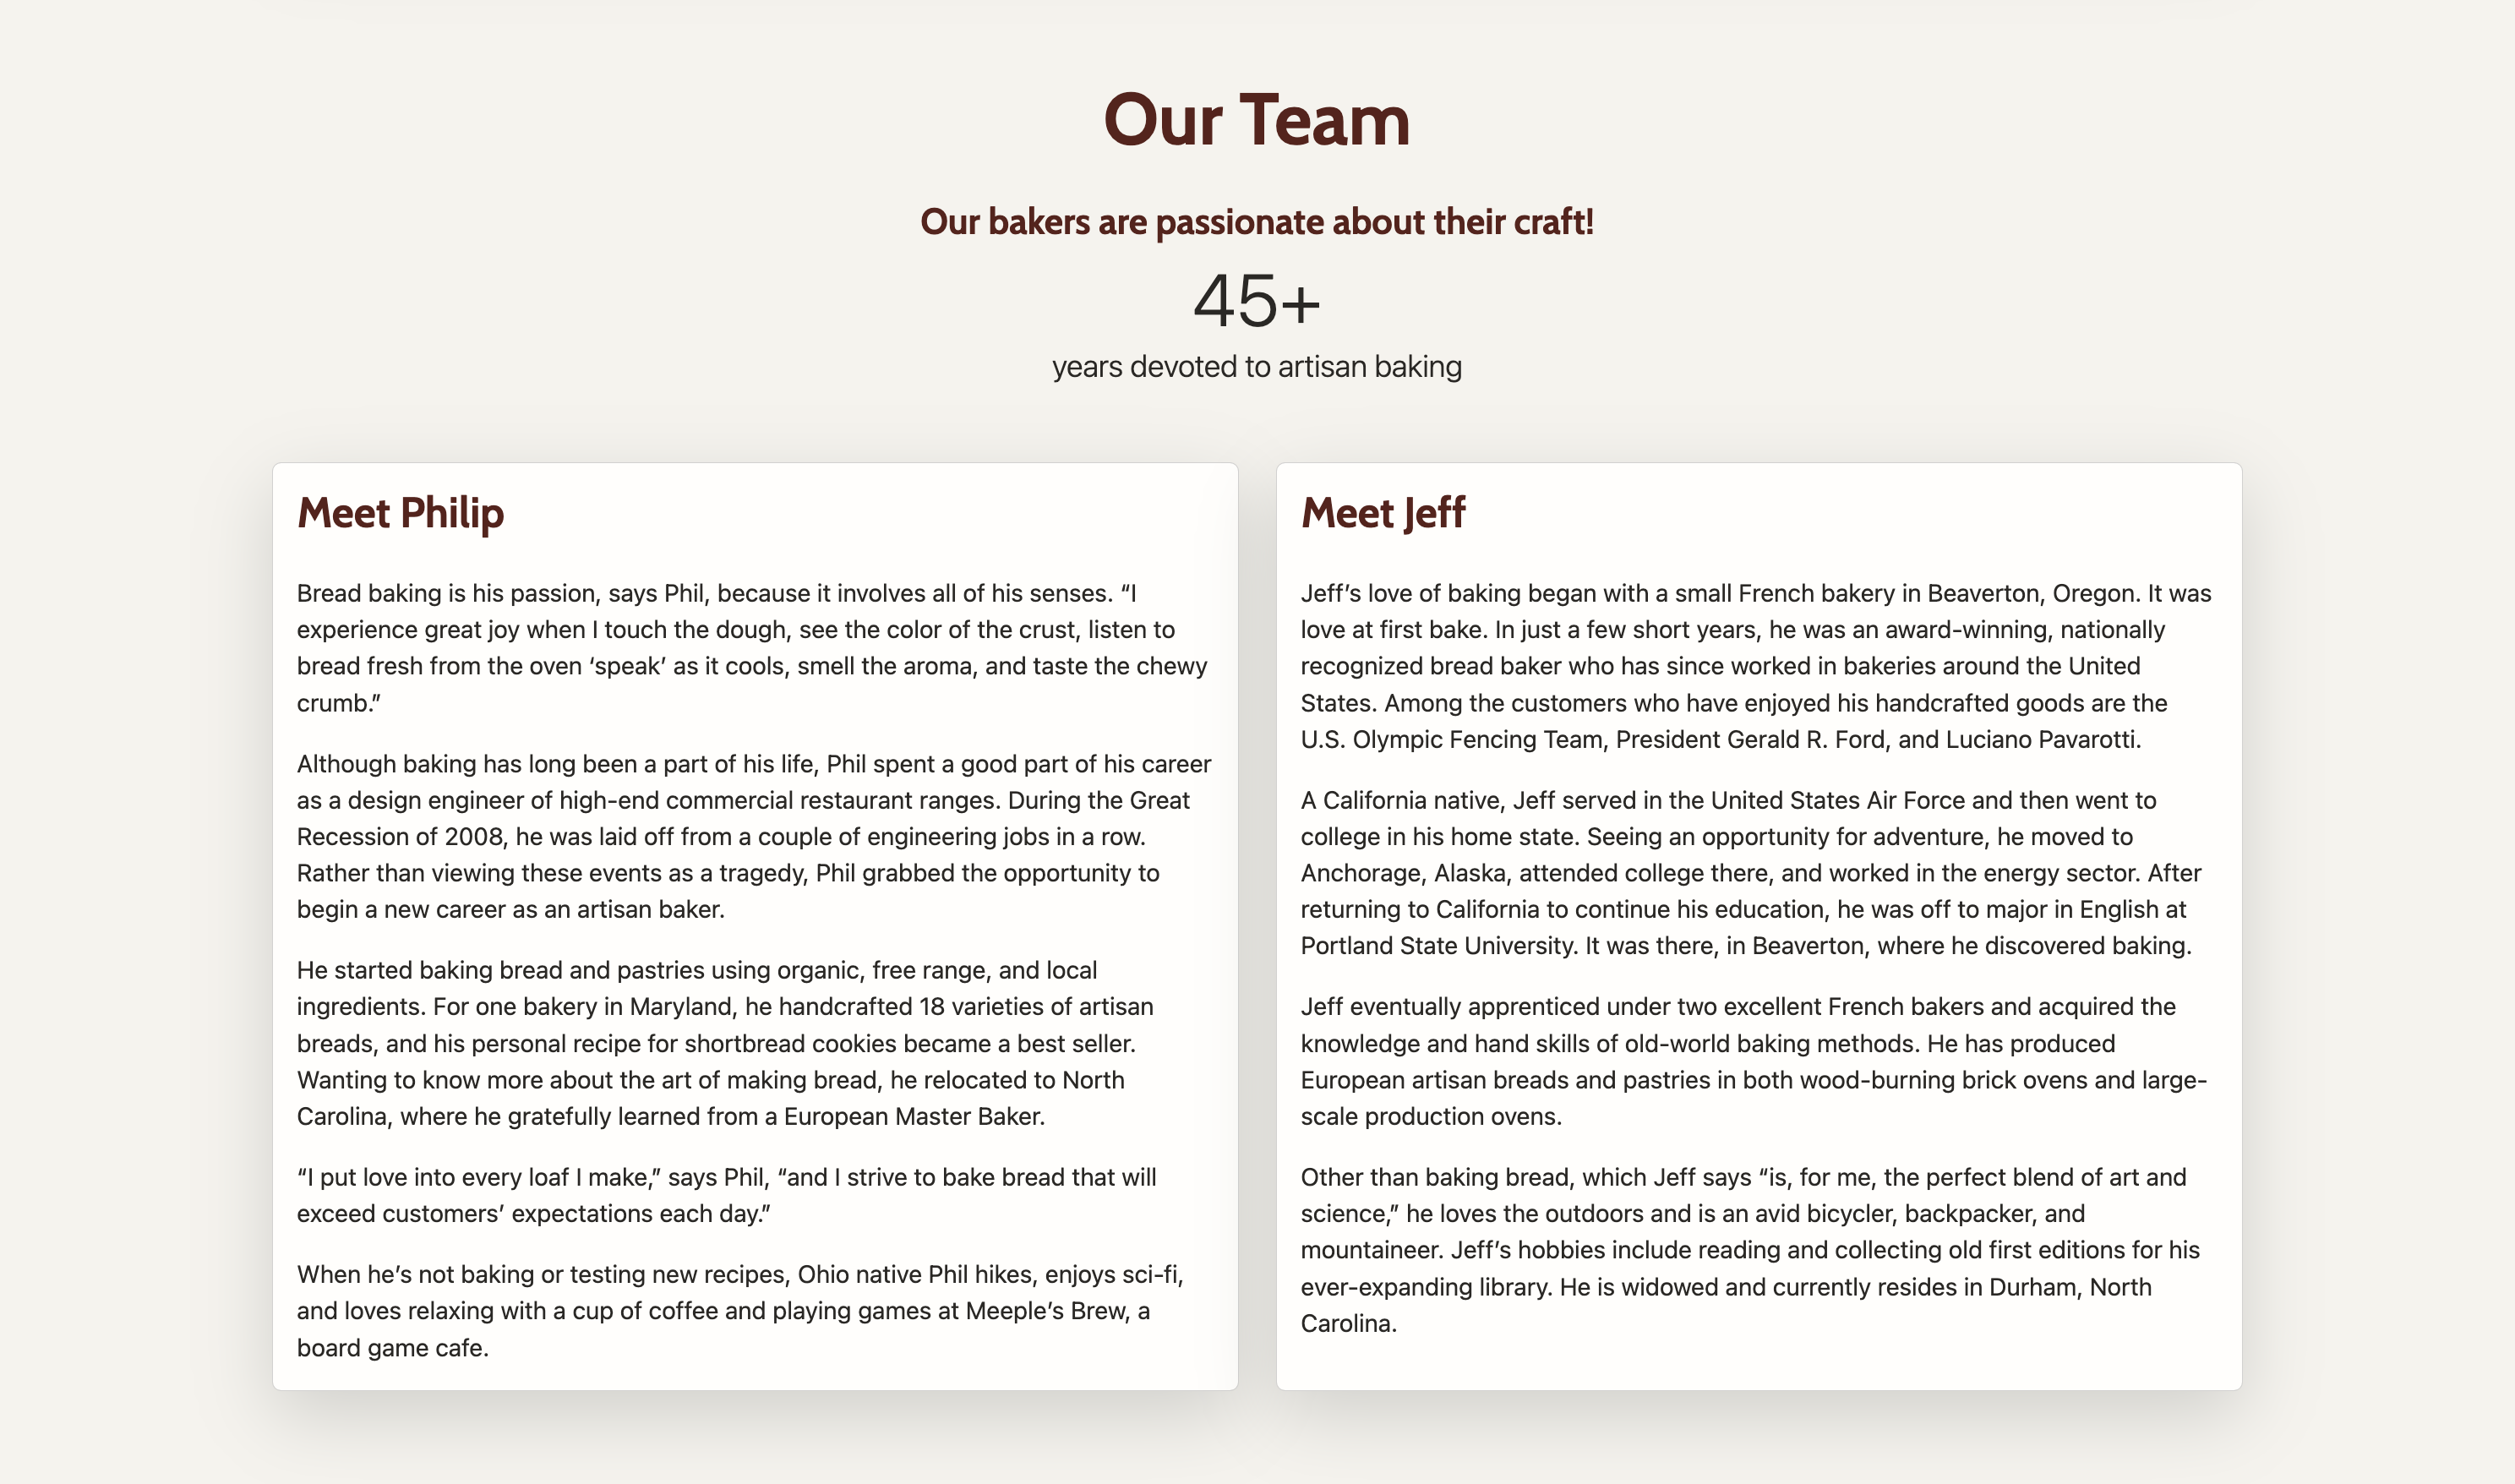 Our Team
Our bakers are passionate about their craft!
45+
years devoted to artisan baking
Meet Philip
Bread baking is his passion, says Phil, because it involves all of his senses. “I
experience great joy when I touch the dough, see the color of the crust, listen to
bread fresh from the oven ‘speak’ as it cools, smell the aroma, and taste the chewy
crumb.”
Although baking has long been a part of his life, Phil spent a good part of his career
as a design engineer of high-end commercial restaurant ranges. During the Great
Recession of 2008, he was laid off from a couple of engineering jobs in a row.
Rather than viewing these events as a tragedy, Phil grabbed the opportunity to
begin a new career as an artisan baker.
He started baking bread and pastries using organic, free range, and local
ingredients. For one bakery in Maryland, he handcrafted 18 varieties of artisan
breads, and his personal recipe for shortbread cookies became a best seller.
Wanting to know more about the art of making bread, he relocated to North
Carolina, where he gratefully learned from a European Master Baker.
“I put love into every loaf I make,” says Phil, “and I strive to bake bread that will
exceed customers’ expectations each day.”
When he’s not baking or testing new recipes, Ohio native Phil hikes, enjoys sci-fi,
and loves relaxing with a cup of coffee and playing games at Meeple’s Brew, a
board game cafe.
Meet Jeff
Jeff’s love of baking began with a small French bakery in Beaverton, Oregon. It was
love at first bake. In just a few short years, he was an award-winning, nationally
recognized bread baker who has since worked in bakeries around the United
States. Among the customers who have enjoyed his handcrafted goods are the
U.S. Olympic Fencing Team, President Gerald R. Ford, and Luciano Pavarotti.
A California native, Jeff served in the United States Air Force and then went to
college in his home state. Seeing an opportunity for adventure, he moved to
Anchorage, Alaska, attended college there, and worked in the energy sector. After
returning to California to continue his education, he was off to major in English at
Portland State University. It was there, in Beaverton, where he discovered baking.
Jeff eventually apprenticed under two excellent French bakers and acquired the
knowledge and hand skills of old-world baking methods. He has produced
European artisan breads and pastries in both wood-burning brick ovens and large-
scale production ovens.
Other than baking bread, which Jeff says “is, for me, the perfect blend of art and
science,” he loves the outdoors and is an avid bicycler, backpacker, and
mountaineer. Jeff’s hobbies include reading and collecting old first editions for his
ever-expanding library. He is widowed and currently resides in Durham, North
Carolina.